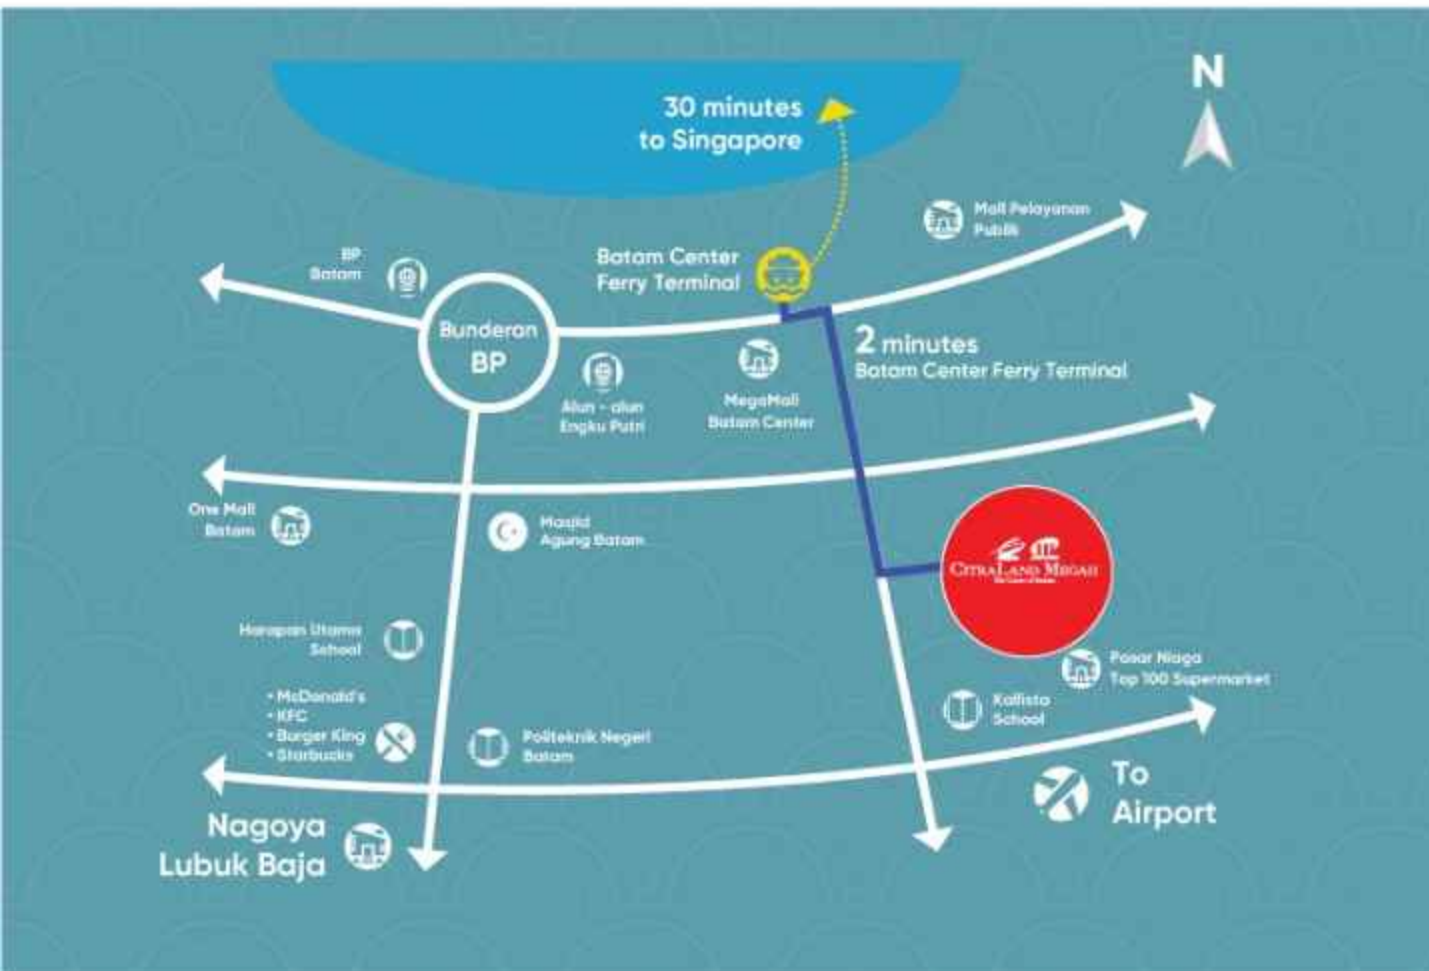 N
30 minutes
to Singapore
Mall Pelayanan
Publik
BP
Batam
Batam Center
Ferry Terminal
Bunderan
BP
2 minutes
Batam Center Ferry Terminal
Alun - alun
Engku Putri
MegaMall
Batam Center
One Mall
Batam
Masjid
Agung Batam
CITRALAND MEGAH
Harapan Utama
School
Pasar Niaga
Top 100 Supermarket
Kallista
School
• McDonald's
• KFC
• Burger King
• Starbucks
Politeknik Negeri
Batam
To
Airport
Nagoya
Lubuk Baja